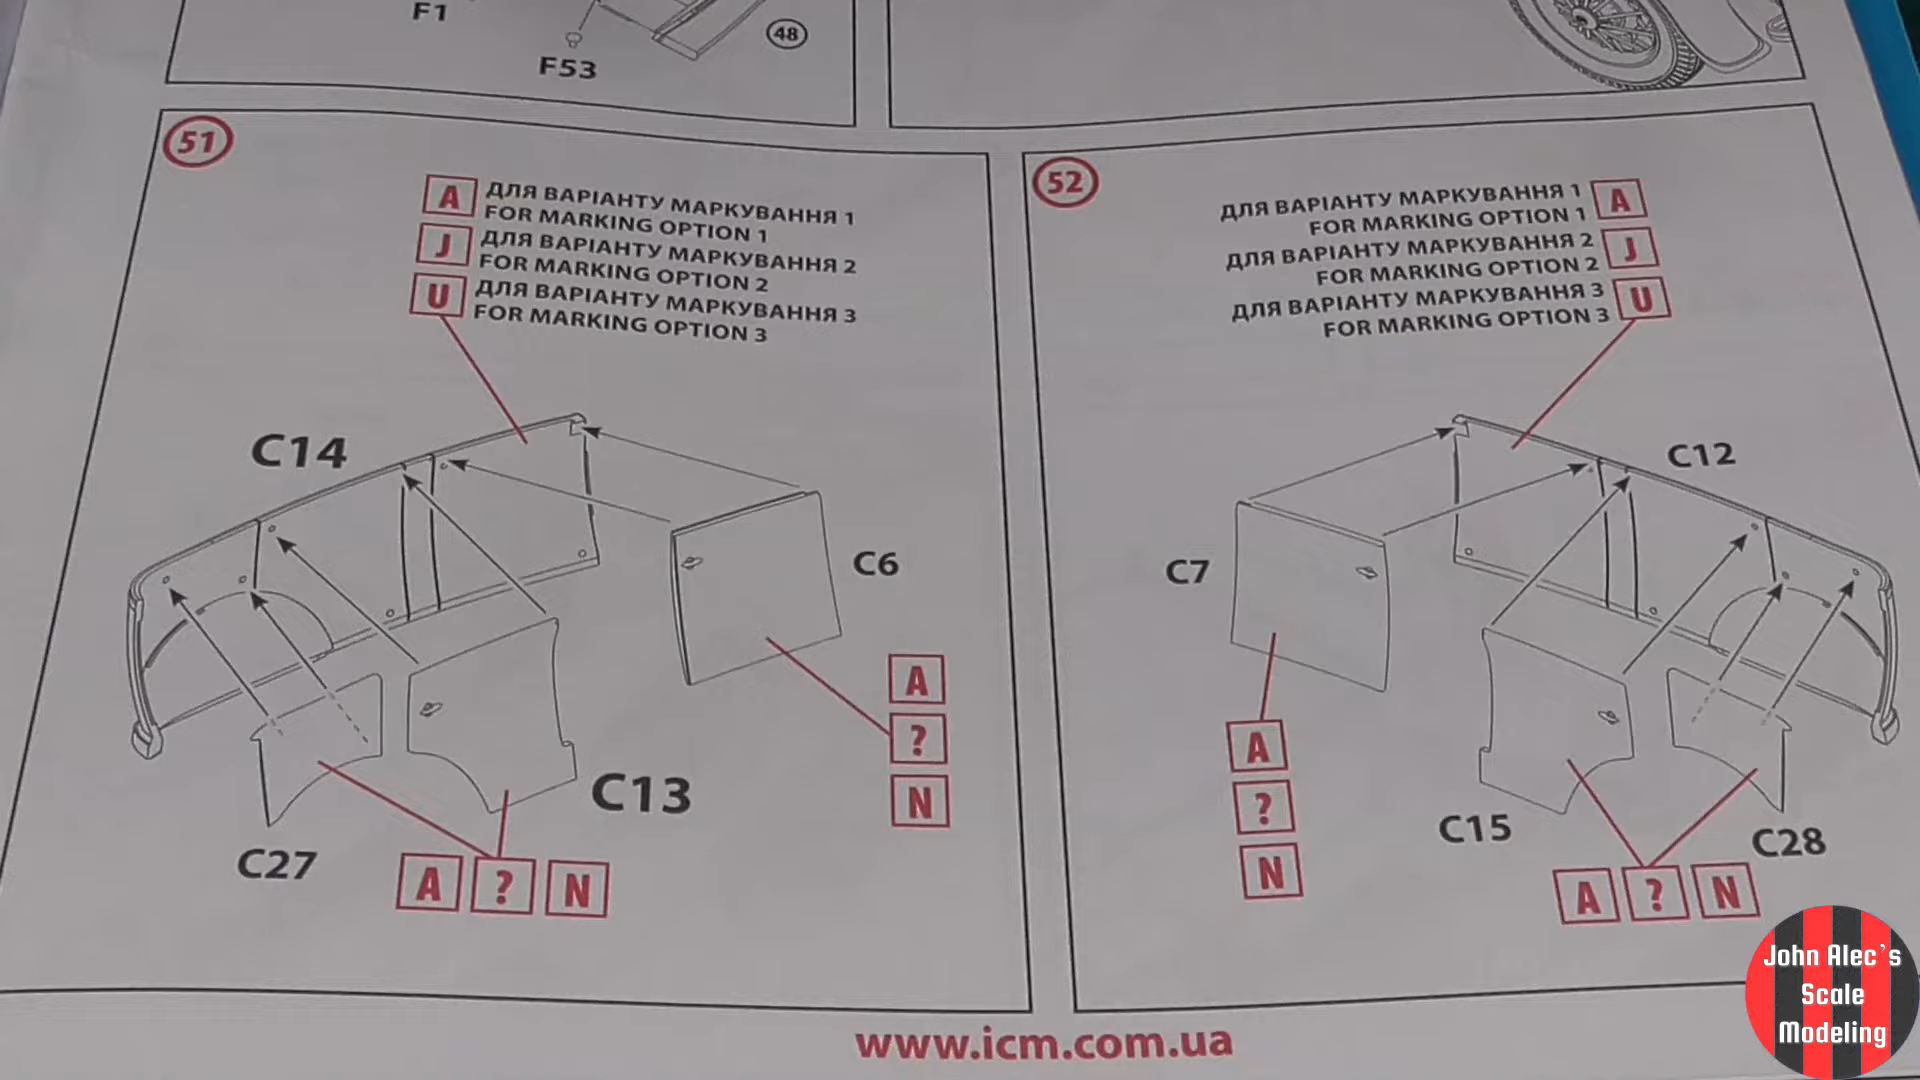 F1
F53
48
51
A ДЛЯ ВАРІАНТУ МАРКУВАННЯ 1
FOR MARKING OPTION 1
J ДЛЯ ВАРІАНТУ МАРКУВАННЯ 2
FOR MARKING OPTION 2
U ДЛЯ ВАРІАНТУ МАРКУВАННЯ 3
FOR MARKING OPTION 3
C14
C6
A
?
N
C13
C27
A ? N
52
ДЛЯ ВАРІАНТУ МАРКУВАННЯ 1 A
FOR MARKING OPTION 1
ДЛЯ ВАРІАНТУ МАРКУВАННЯ 2 J
FOR MARKING OPTION 2
ДЛЯ ВАРІАНТУ МАРКУВАННЯ 3 U
FOR MARKING OPTION 3
C12
C7
A
?
N
C15
C28
A ? N
www.icm.com.ua
John Alec's
Scale
Modeling